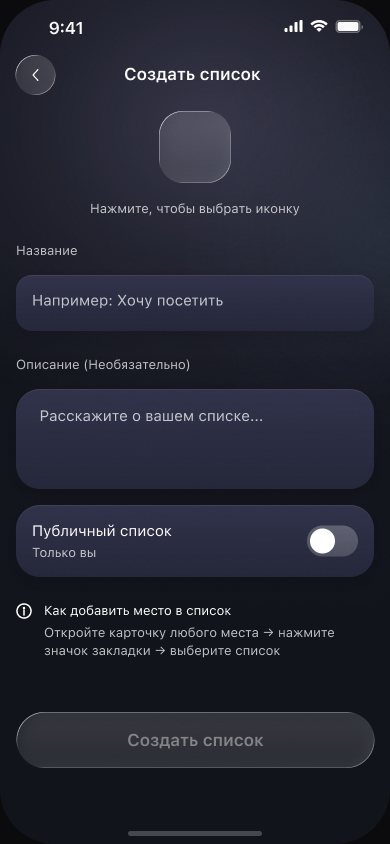 9:41
Создать список
Нажмите, чтобы выбрать иконку
Название
Например: Хочу посетить
Описание (Необязательно)
Расскажите о вашем списке...
Публичный список
Только вы
Как добавить место в список
Откройте карточку любого места → нажмите
значок закладки → выберите список
Создать список